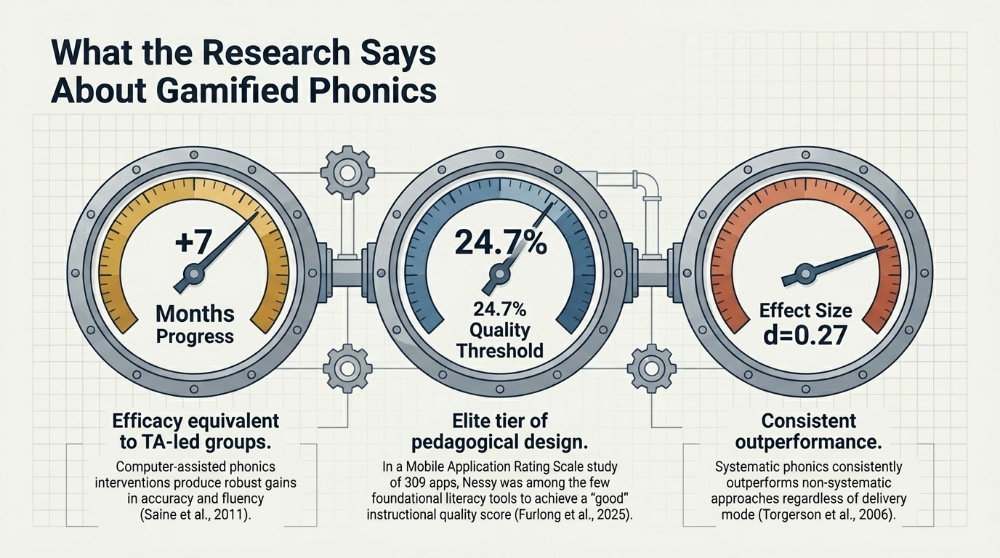 What the Research Says
About Gamified Phonics
+7
Months
Progress
24.7%
24.7%
Quality
Threshold
Effect Size
d=0.27
Efficacy equivalent
to TA-led groups.
Computer-assisted phonics
interventions produce robust gains
in accuracy and fluency
(Saine et al., 2011).
Elite tier of
pedagogical design.
In a Mobile Application Rating Scale study
of 309 apps, Nessy was among the few
foundational literacy tools to achieve a “good”
instructional quality score (Furlong et al., 2025).
Consistent
outperformance.
Systematic phonics consistently
outperforms non-systematic
approaches regardless of delivery
mode (Torgerson et al., 2006).